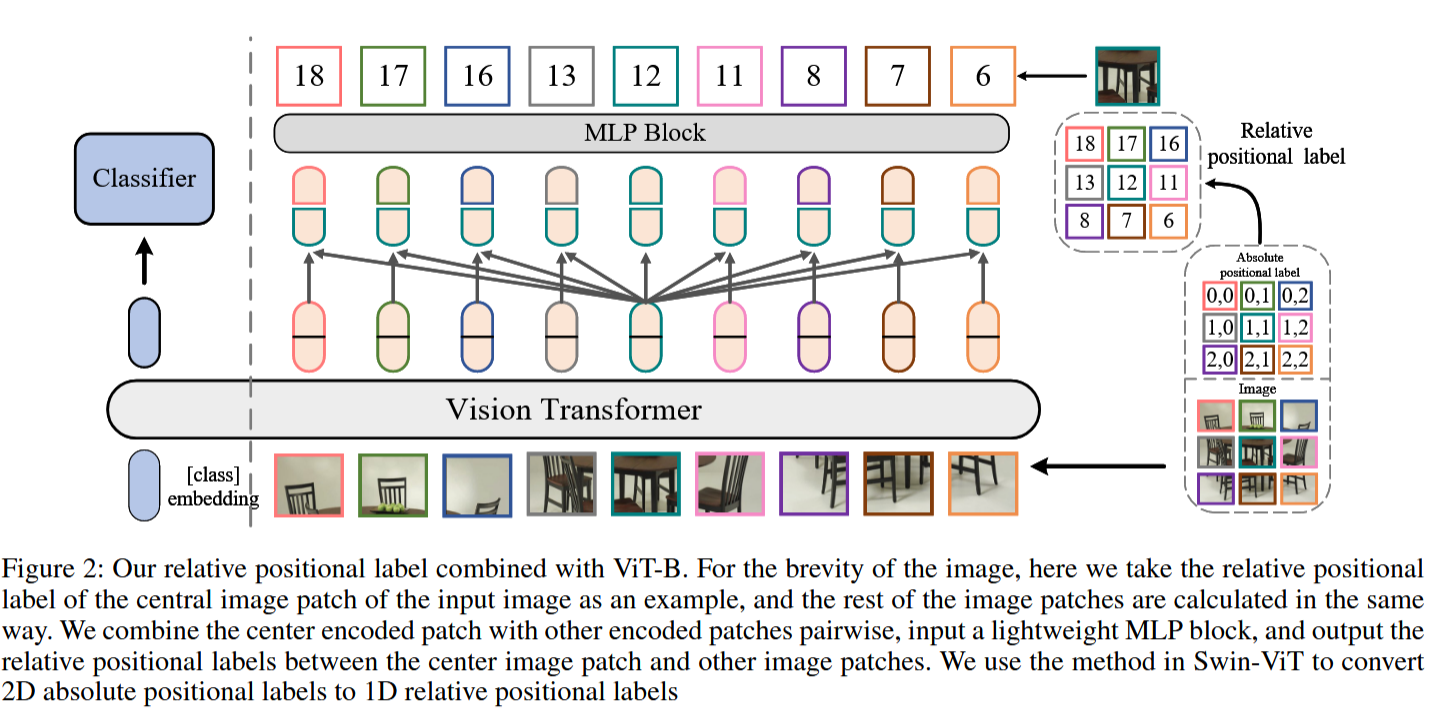 18 17 16 13 12 11 8 7 6
MLP Block
Classifier
Relative
positional label
18 17 16
13 12 11
8 7 6
Absolute
positional label
0,0 0,1 0,2
1,0 1,1 1,2
2,0 2,1 2,2
Image
Vision Transformer
[class]
embedding
Figure 2: Our relative positional label combined with ViT-B. For the brevity of the image, here we take the relative positional
label of the central image patch of the input image as an example, and the rest of the image patches are calculated in the same
way. We combine the center encoded patch with other encoded patches pairwise, input a lightweight MLP block, and output the
relative positional labels between the center image patch and other image patches. We use the method in Swin-ViT to convert
2D absolute positional labels to 1D relative positional labels